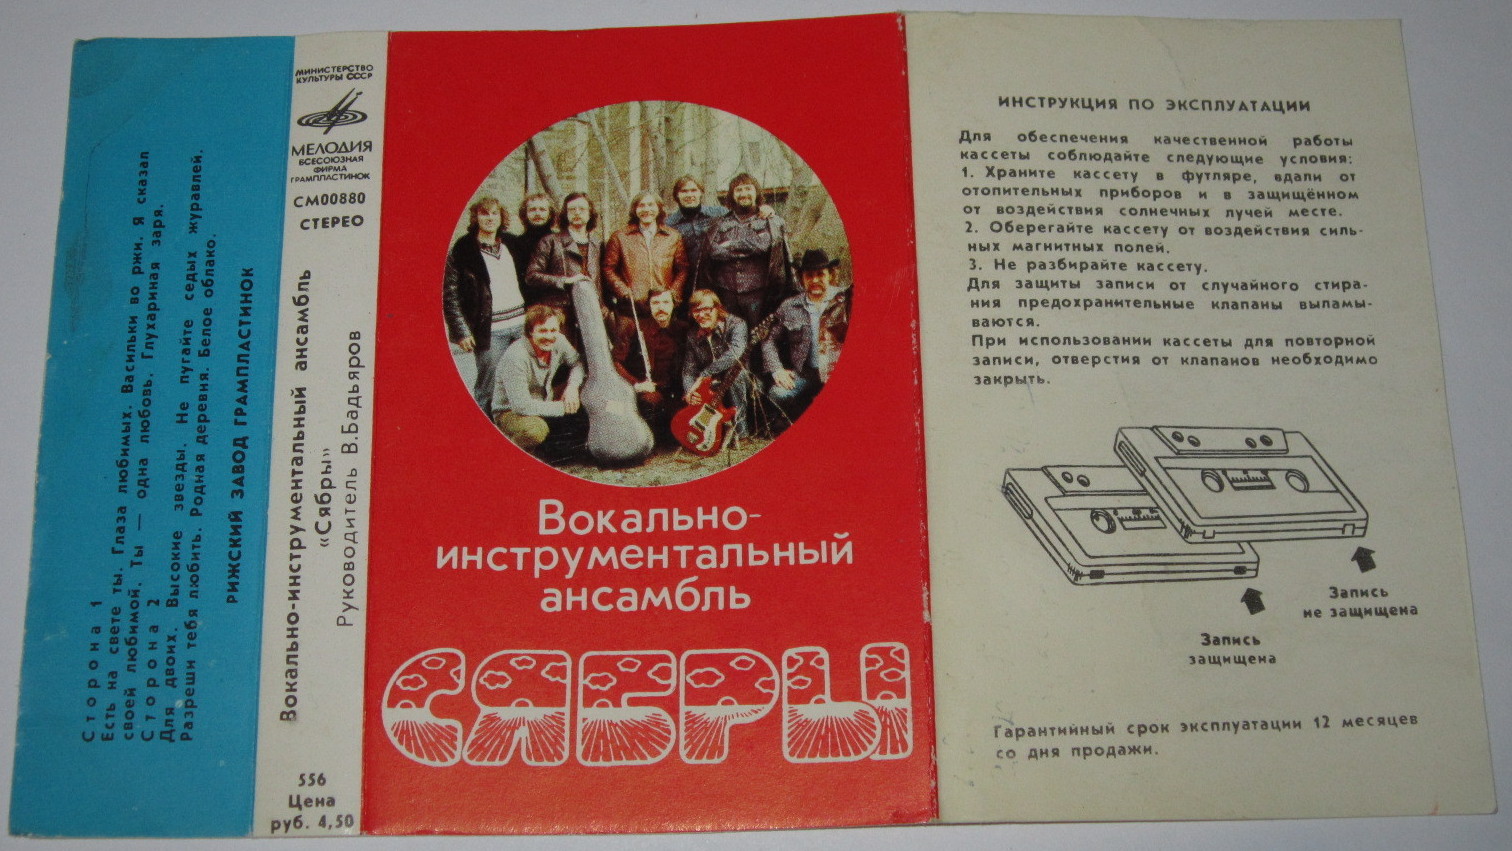 Сторона 1
Есть на свете ты. Глаза любимых. Васильки во ржи. Я сказал
своей любимой. Ты — одна любовь. Глухариная заря.
Сторона 2
Для двоих. Высокие звезды. Не пугайте седых журавлей.
Разреши тебя любить. Родная деревня. Белое облако.
РИЖСКИЙ ЗАВОД ГРАМПЛАСТИНОК
МИНИСТЕРСТВО
КУЛЬТУРЫ СССР
МЕЛОДИЯ
ВСЕСОЮЗНАЯ
ФИРМА
ГРАМПЛАСТИНОК
СМ00880
СТЕРЕО
Вокально-инструментальный ансамбль
«Сябры»
Руководитель В.Бадьяров
556
Цена
руб. 4,50
Вокально-
инструментальный
ансамбль
СЯБРЫ
ИНСТРУКЦИЯ ПО ЭКСПЛУАТАЦИИ
Для обеспечения качественной работы
кассеты соблюдайте следующие условия:
1. Храните кассету в футляре, вдали от
отопительных приборов и в защищённом
от воздействия солнечных лучей месте.
2. Оберегайте кассету от воздействия силь-
ных магнитных полей.
3. Не разбирайте кассету.
Для защиты записи от случайного стира-
ния предохранительные клапаны выламы-
ваются.
При использовании кассеты для повторной
записи, отверстия от клапанов необходимо
закрыть.
Запись
не защищена
Запись
защищена
Гарантийный срок эксплуатации 12 месяцев
со дня продажи.